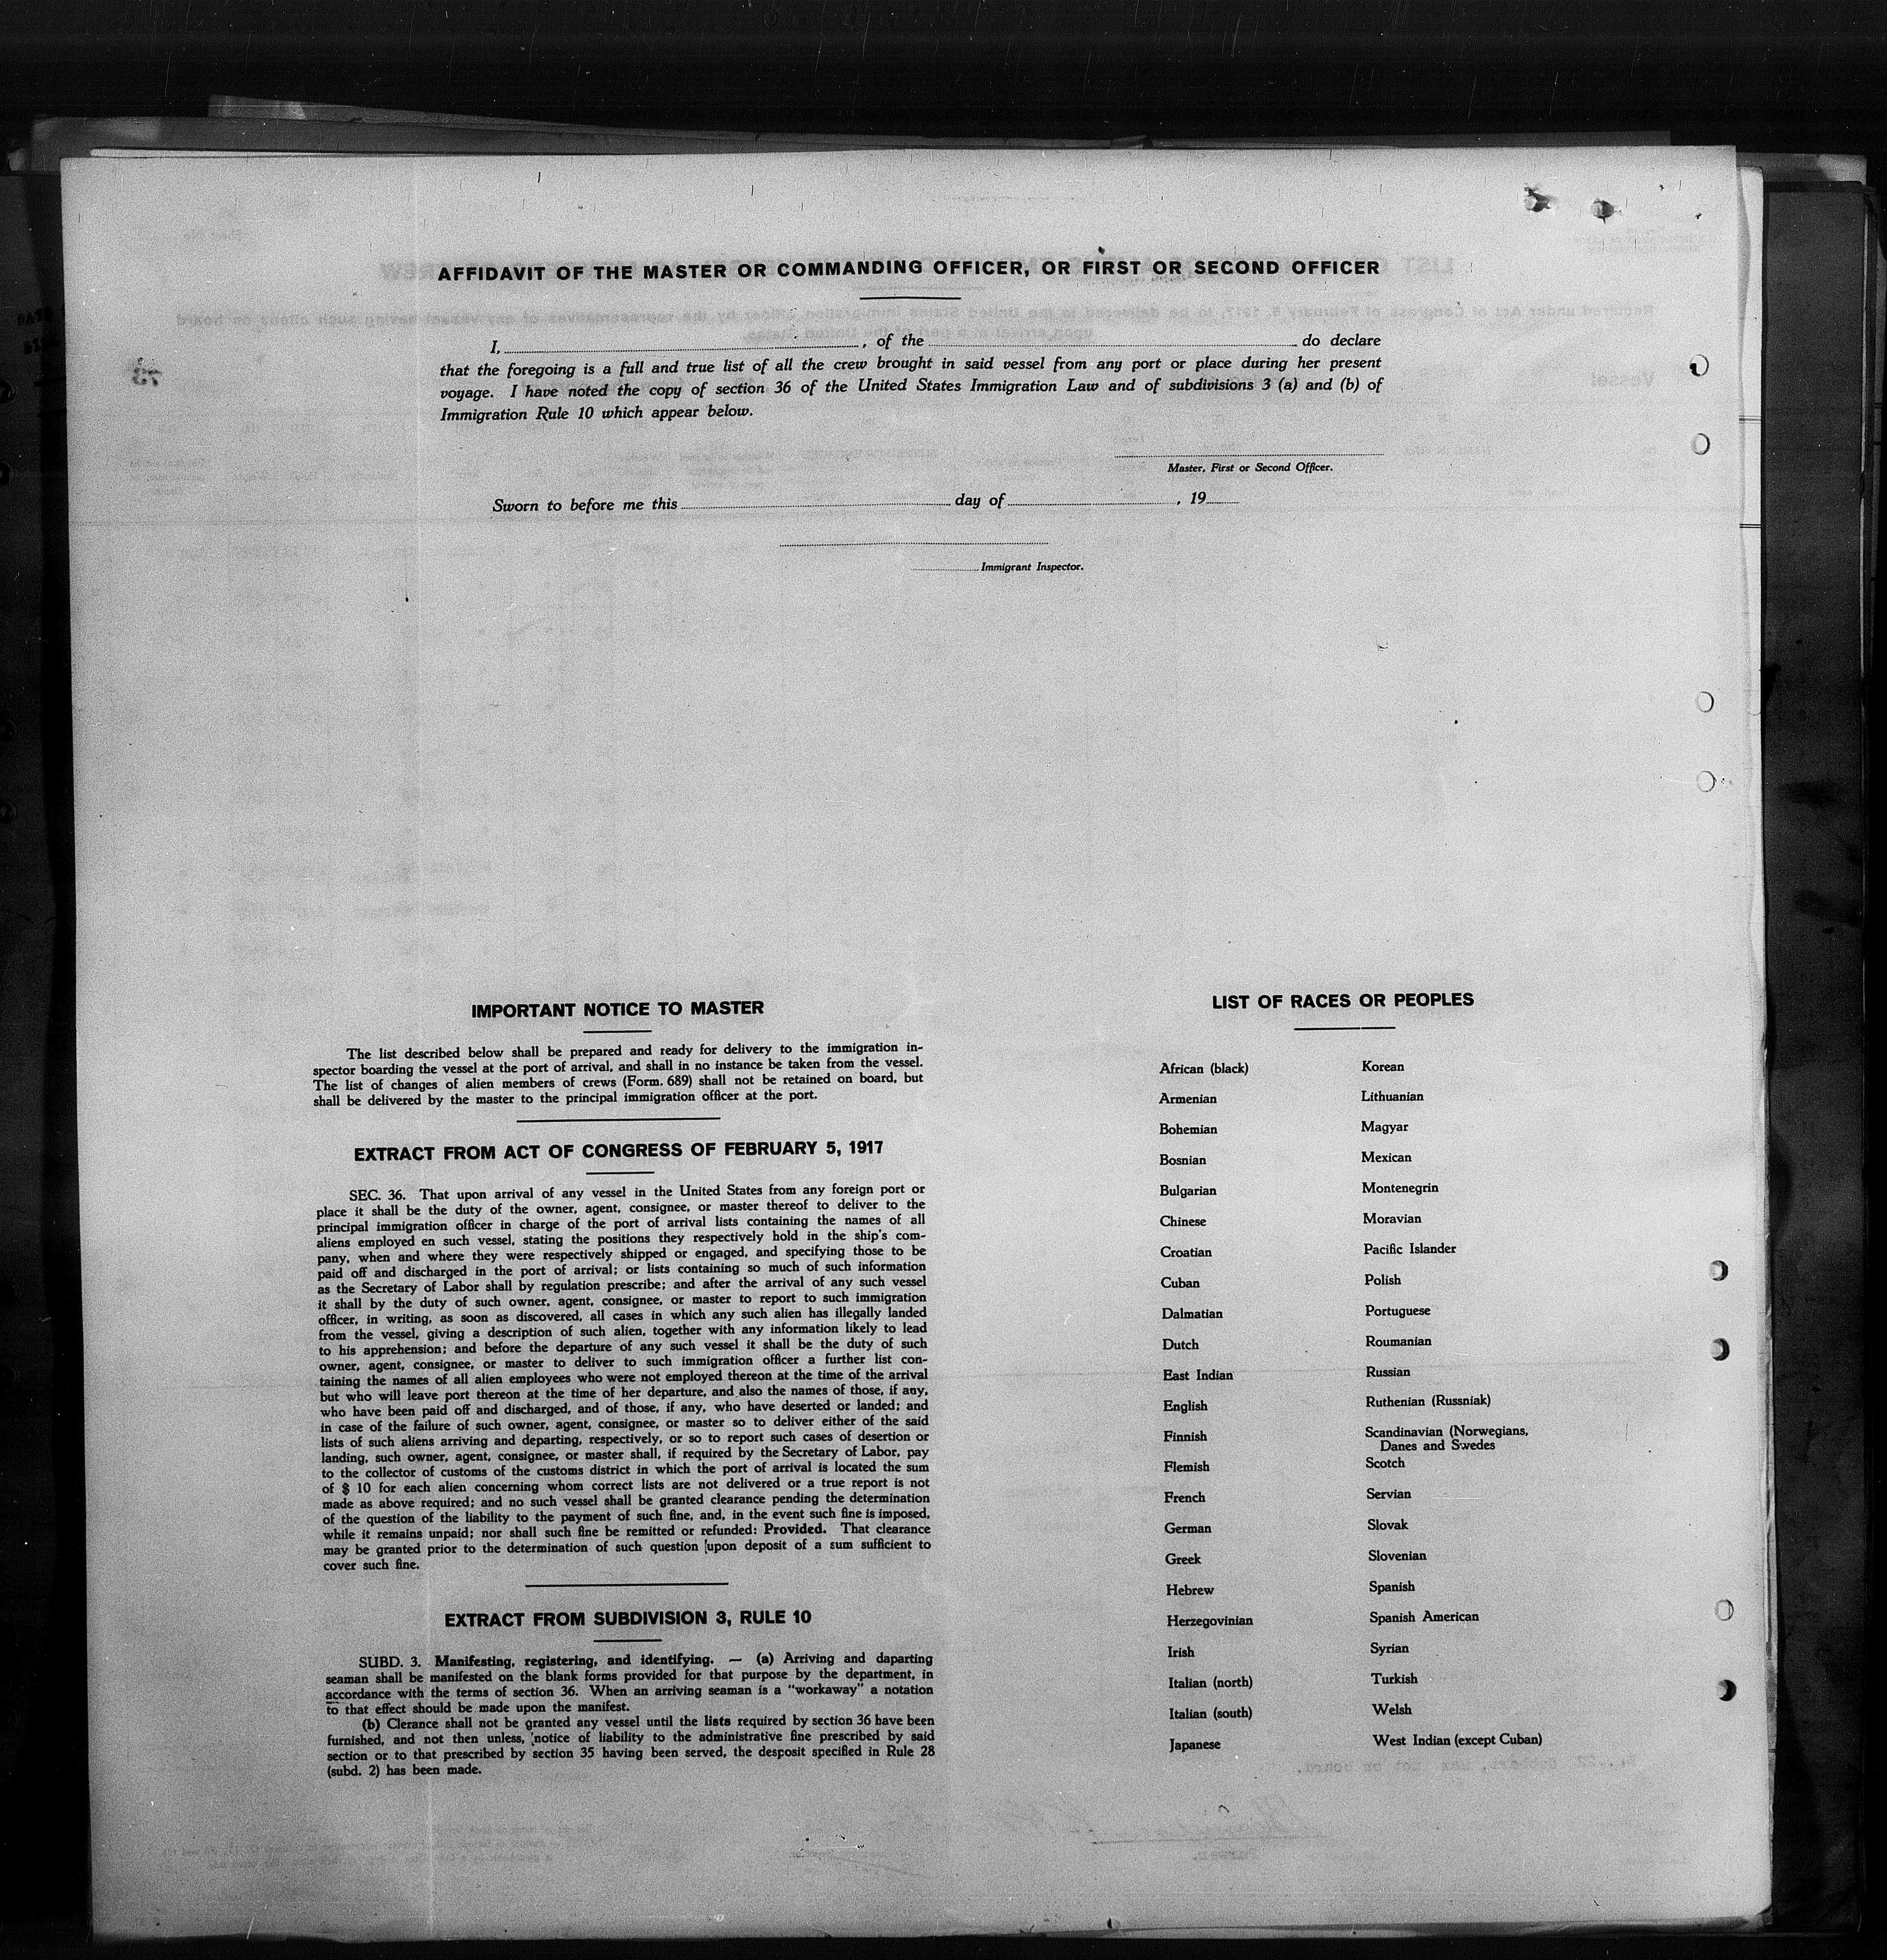 AFFIDAVIT OF THE MASTER OR COMMANDING OFFICER, OR FIRST OR SECOND OFFICER
I, , of the do declare
that the foregoing is a full and true list of all the crew brought in said vessel from any port or place during her present
voyage. I have noted the copy of section 36 of the United States Immigration Law and of subdivisions 3 (a) and (b) of
Immigration Rule 10 which appear below.
Master, First or Second Officer.
Sworn to before me this day of , 19
Immigrant Inspector.
IMPORTANT NOTICE TO MASTER
The list described below shall be prepared and ready for delivery to the immigration in-
spector boarding the vessel at the port of arrival, and shall in no instance be taken from the vessel.
The list of changes of alien members of crews (Form. 689) shall not be retained on board, but
shall be delivered by the master to the principal immigration officer at the port.
EXTRACT FROM ACT OF CONGRESS OF FEBRUARY 5, 1917
SEC. 36. That upon arrival of any vessel in the United States from any foreign port or
place it shall be the duty of the owner, agent, consignee, or master thereof to deliver to the
principal immigration officer in charge of the port of arrival lists containing the names of all
aliens employed en such vessel, stating the positions they respectively hold in the ship's com-
pany, when and where they were respectively shipped or engaged, and specifying those to be
paid off and discharged in the port of arrival; or lists containing so much of such information
as the Secretary of Labor shall by regulation prescribe; and after the arrival of any such vessel
it shall by the duty of such owner, agent, consignee, or master to report to such immigration
officer, in writing, as soon as discovered, all cases in which any such alien has illegally landed
from the vessel, giving a description of such alien, together with any information likely to lead
to his apprehension; and before the departure of any such vessel it shall be the duty of such
owner, agent, consignee, or master to deliver to such immigration officer a further list con-
taining the names of all alien employees who were not employed thereon at the time of the arrival
but who will leave port thereon at the time of her departure, and also the names of those, if any,
who have been paid off and discharged, and of those, if any, who have deserted or landed; and
in case of the failure of such owner, agent, consignee, or master so to deliver either of the said
lists of such aliens arriving and departing, respectively, or so to report such cases of desertion or
landing, such owner, agent, consignee, or master shall, if required by the Secretary of Labor, pay
to the collector of customs of the customs district in which the port of arrival is located the sum
of $ 10 for each alien concerning whom correct lists are not delivered or a true report is not
made as above required; and no such vessel shall be granted clearance pending the determination
of the question of the liability to the payment of such fine, and, in the event such fine is imposed,
while it remains unpaid; nor shall such fine be remitted or refunded: Provided. That clearance
may be granted prior to the determination of such question upon deposit of a sum sufficient to
cover such fine.
EXTRACT FROM SUBDIVISION 3, RULE 10
SUBD. 3. Manifesting, registering, and identifying. — (a) Arriving and daparting
seaman shall be manifested on the blank forms provided for that purpose by the department, in
accordance with the terms of section 36. When an arriving seaman is a "workaway" a notation
to that effect should be made upon the manifest.
(b) Clerance shall not be granted any vessel until the lists required by section 36 have been
furnished, and not then unless, notice of liability to the administrative fine prescribed by said
section or to that prescribed by section 35 having been served, the desposit specified in Rule 28
(subd. 2) has been made.
LIST OF RACES OR PEOPLES
African (black)
Armenian
Bohemian
Bosnian
Bulgarian
Chinese
Croatian
Cuban
Dalmatian
Dutch
East Indian
English
Finnish
Flemish
French
German
Greek
Hebrew
Herzegovinian
Irish
Italian (north)
Italian (south)
Japanese
Korean
Lithuanian
Magyar
Mexican
Montenegrin
Moravian
Pacific Islander
Polish
Portuguese
Roumanian
Russian
Ruthenian (Russniak)
Scandinavian (Norwegians,
Danes and Swedes
Scotch
Servian
Slovak
Slovenian
Spanish
Spanish American
Syrian
Turkish
Welsh
West Indian (except Cuban)